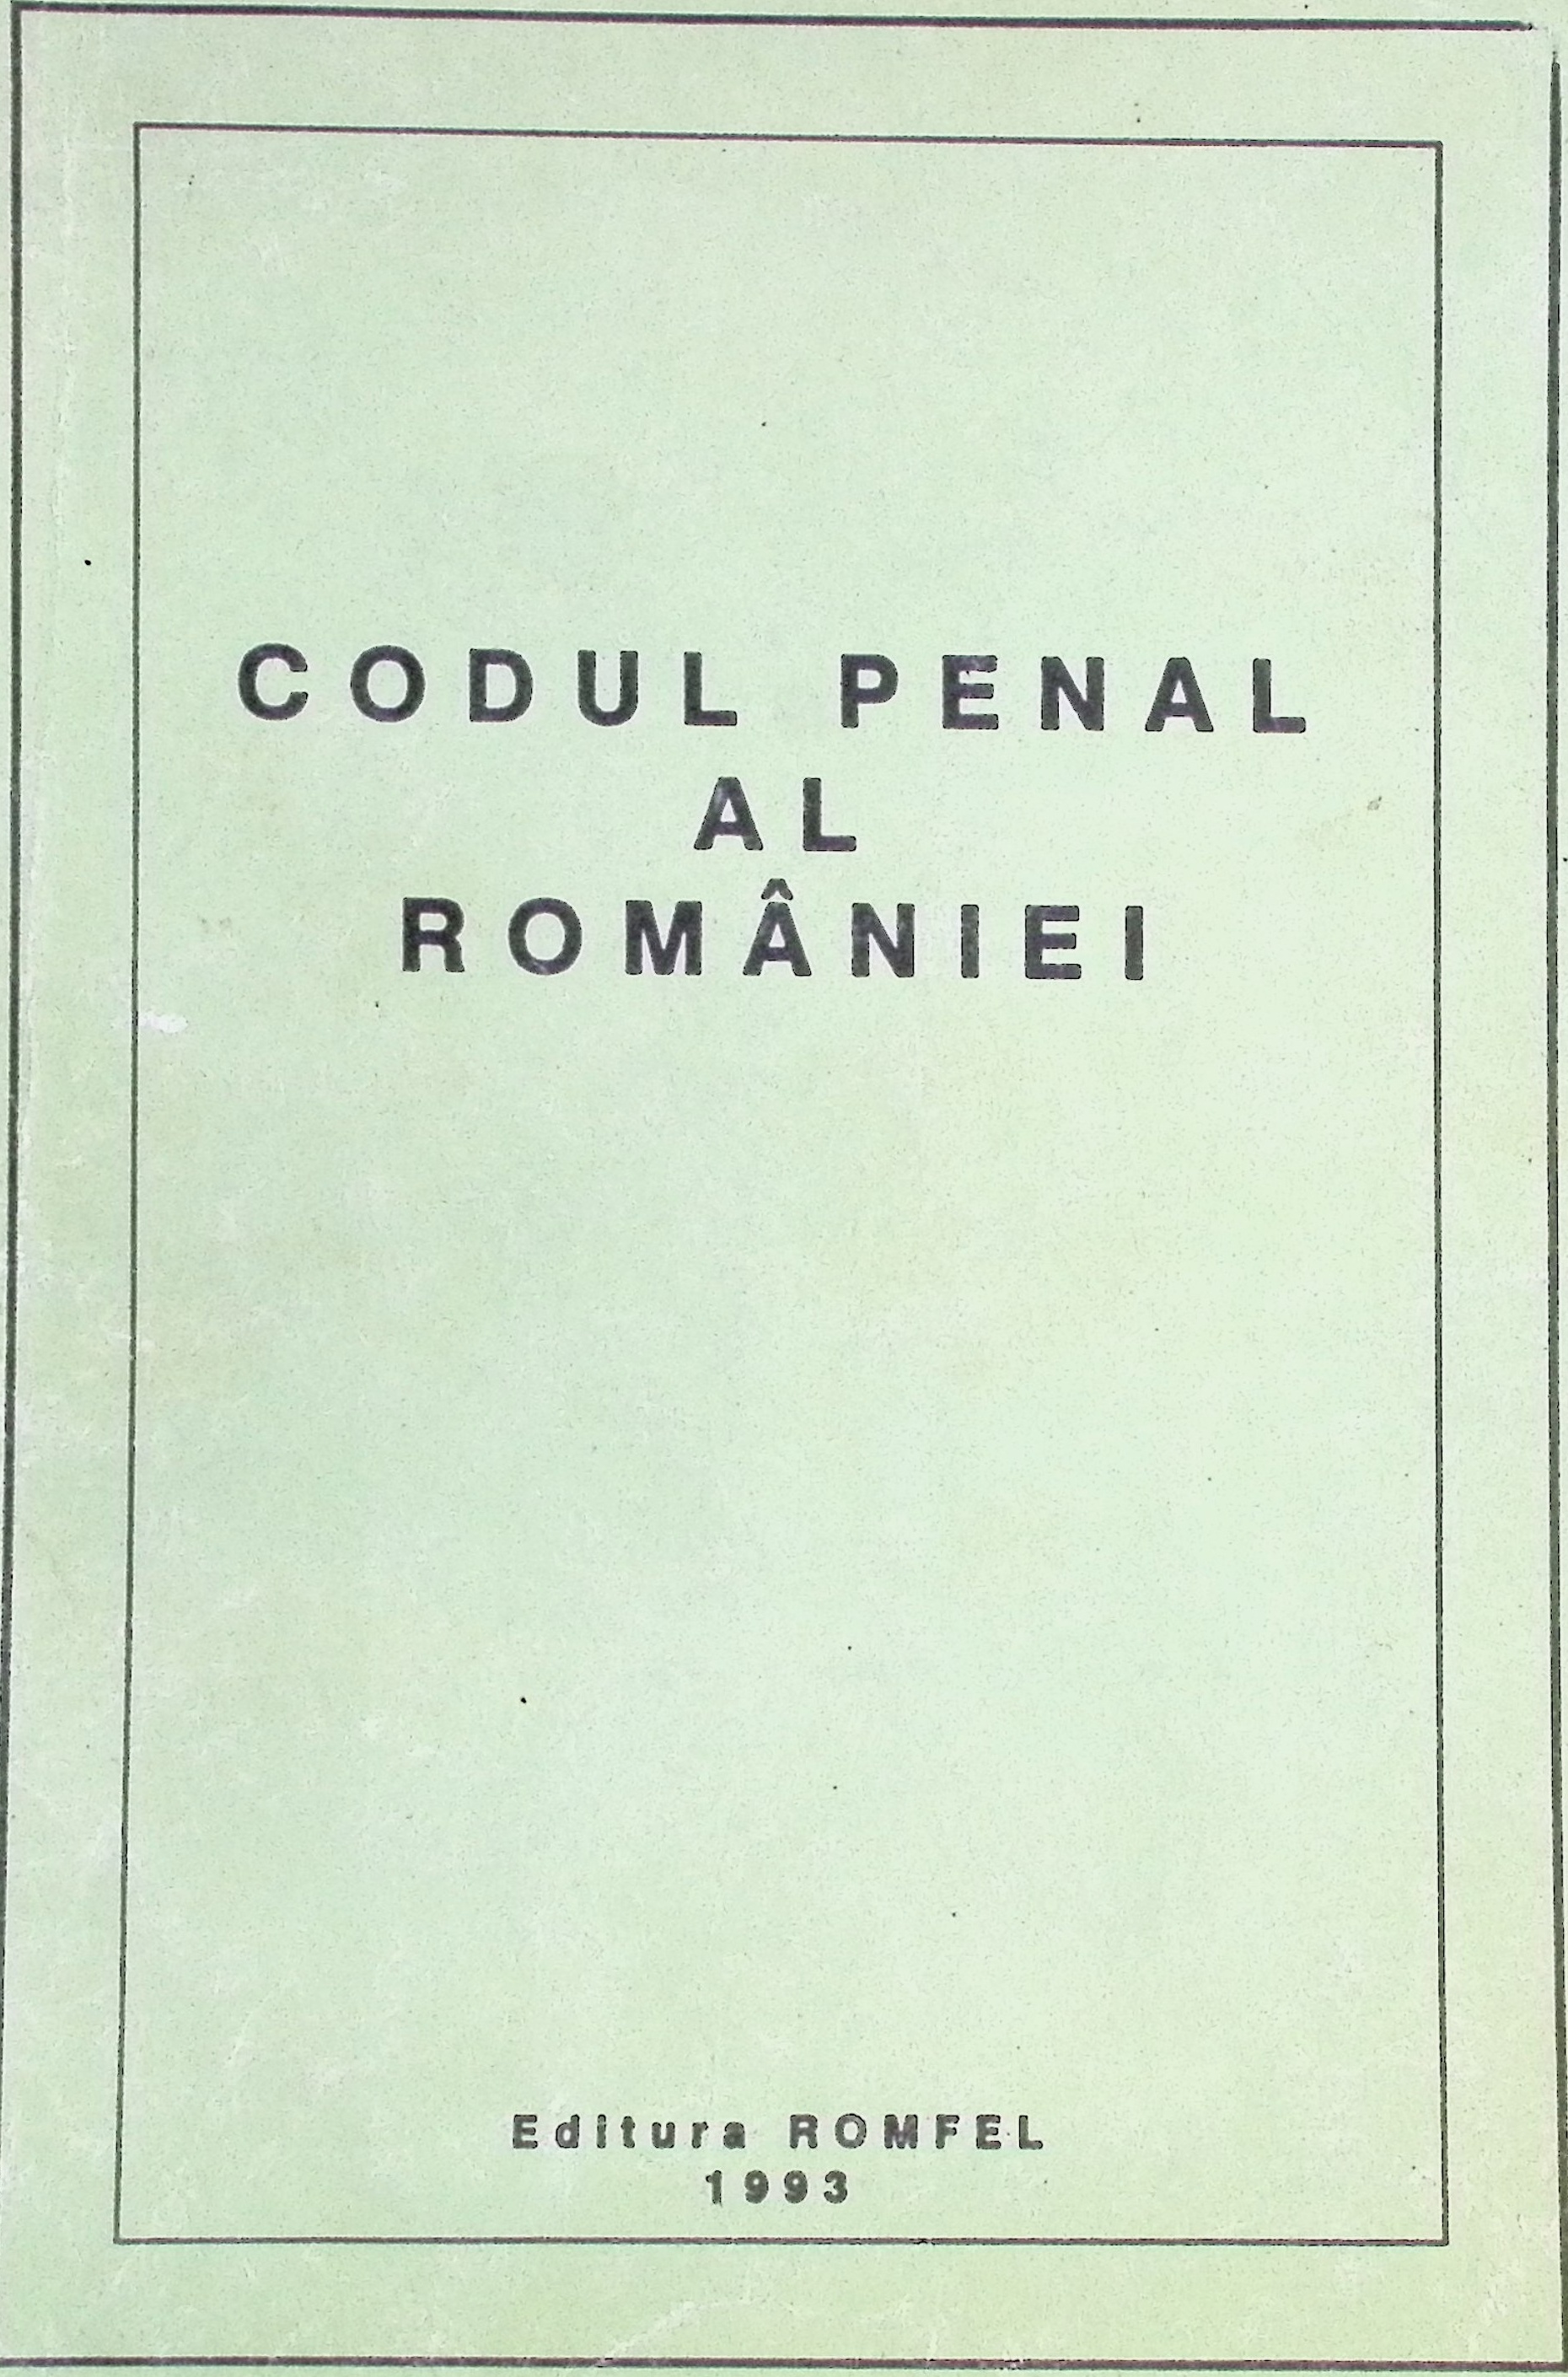 CODUL PENAL
AL
ROMÂNIEI
Editura ROMFEL
1993